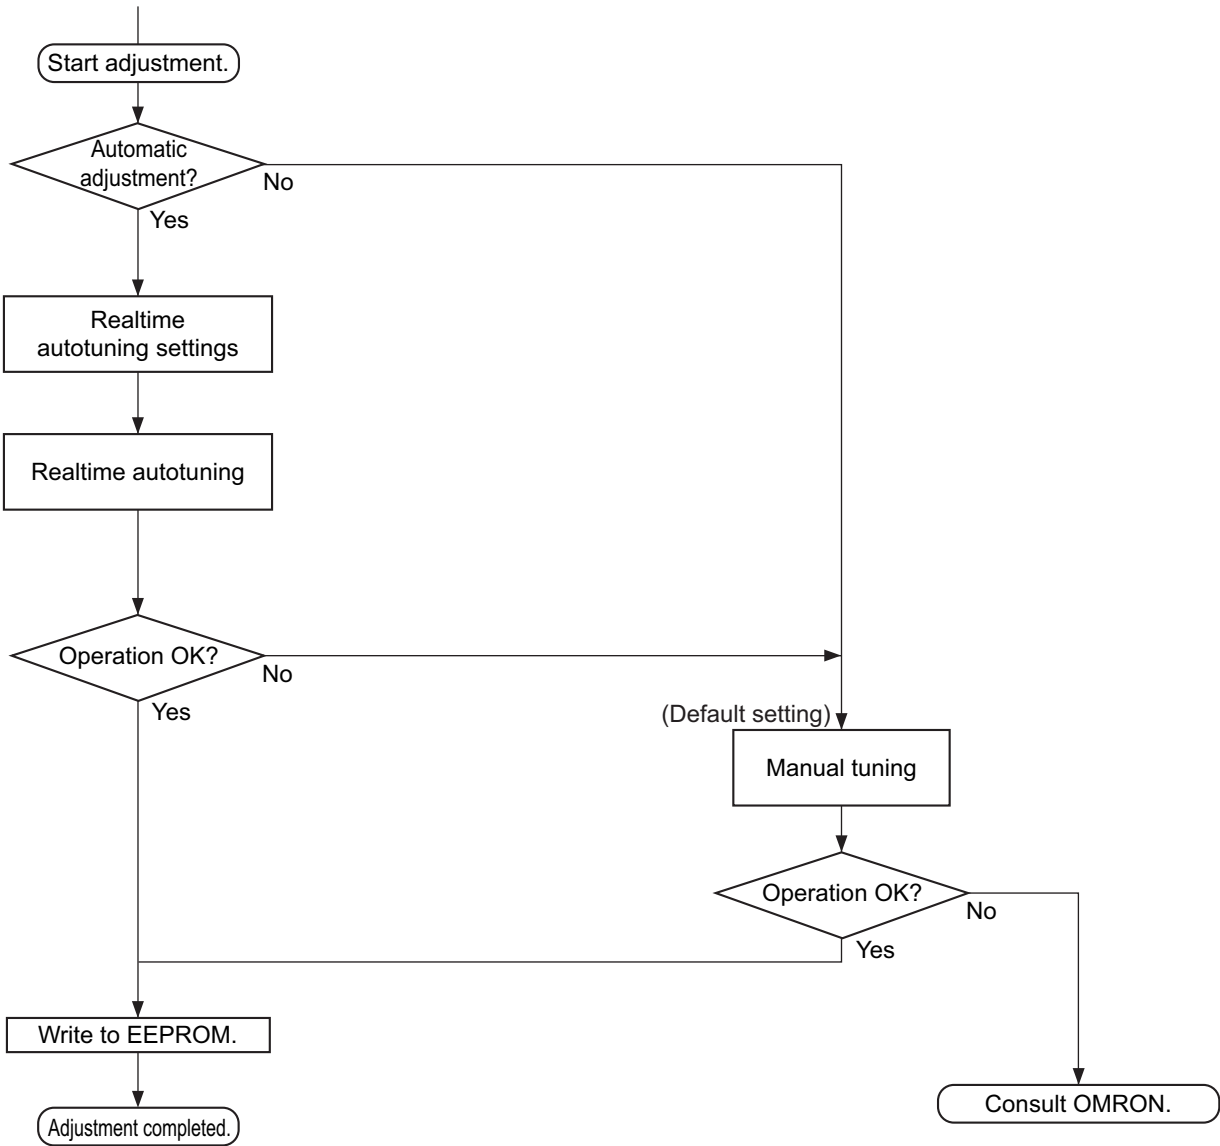 Start adjustment.
Automatic
adjustment?
No
Yes
Realtime
autotuning settings
Realtime autotuning
Operation OK?
No
Yes
(Default setting)
Manual tuning
Operation OK?
No
Yes
Write to EEPROM.
Consult OMRON.
Adjustment completed.